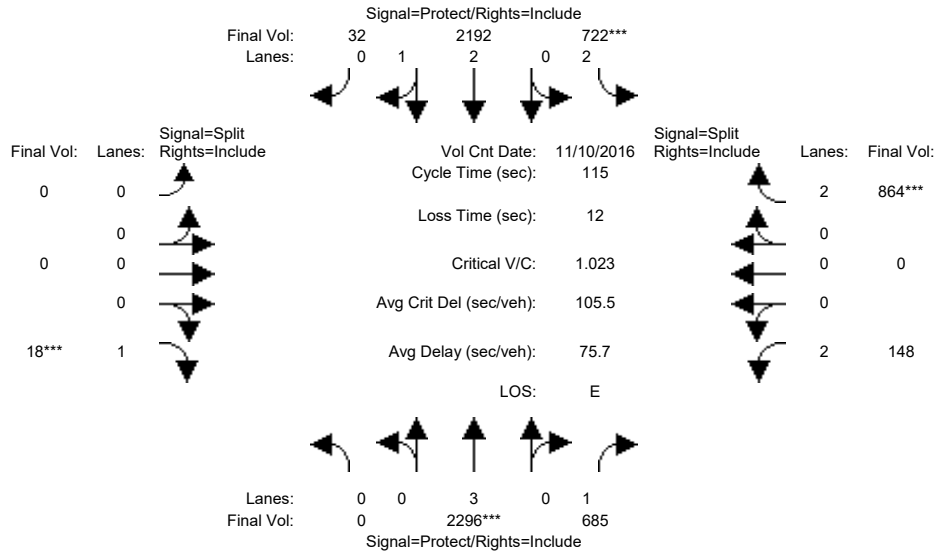 Signal=Protect/Rights=Include
Final Vol: 32 2192 722***
Lanes: 0 1 2 0 2
Signal=Split
Final Vol: Lanes: Rights=Include
Vol Cnt Date: 11/10/2016
Signal=Split
Rights=Include Lanes: Final Vol:
Cycle Time (sec): 115
0 0
2 864***
Loss Time (sec): 12
0
0
0 0
Critical V/C: 1.023
0 0
0
Avg Crit Del (sec/veh): 105.5
0
18*** 1
Avg Delay (sec/veh): 75.7
2 148
LOS: E
Lanes: 0 0 3 0 1
Final Vol: 0 2296*** 685
Signal=Protect/Rights=Include